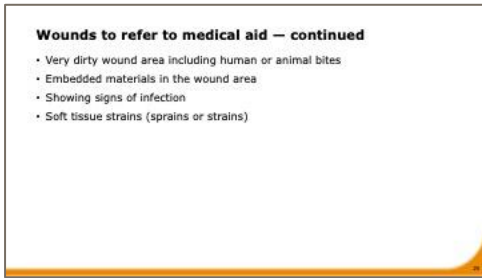 Wounds to refer to medical aid — continued
• Very dirty wound area including human or animal bites
• Embedded materials in the wound area
• Showing signs of infection
• Soft tissue strains (sprains or strains)